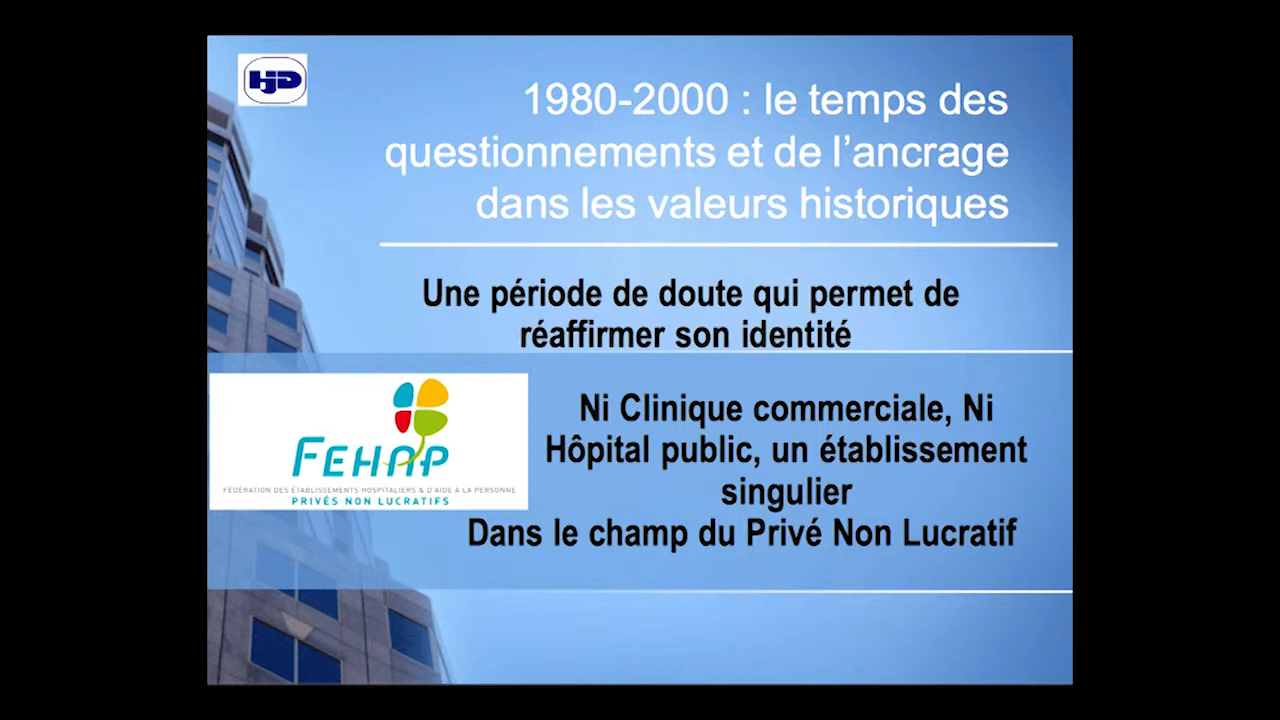 HJD
1980-2000 : le temps des
questionnements et de l’ancrage
dans les valeurs historiques
Une période de doute qui permet de
réaffirmer son identité
FEHAP
FÉDÉRATION DES ÉTABLISSEMENTS HOSPITALIERS & D'AIDE À LA PERSONNE
PRIVÉS NON LUCRATIFS
Ni Clinique commerciale, Ni
Hôpital public, un établissement
singulier
Dans le champ du Privé Non Lucratif